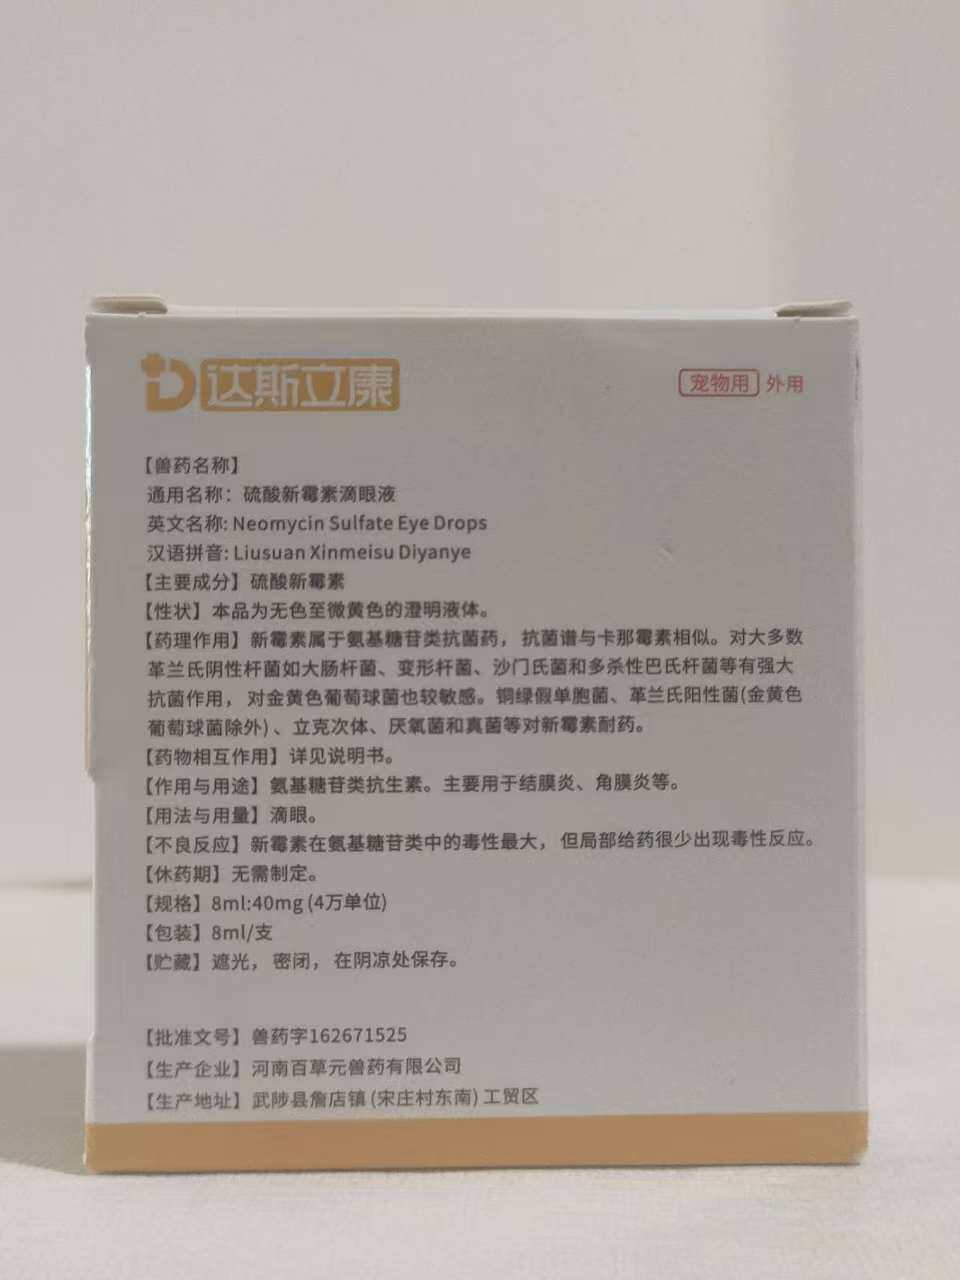 达斯立康
宠物用 外用
【兽药名称】
通用名称：硫酸新霉素滴眼液
英文名称: Neomycin Sulfate Eye Drops
汉语拼音: Liusuan Xinmeisu Diyanye
【主要成分】硫酸新霉素
【性状】本品为无色至微黄色的澄明液体。
【药理作用】新霉素属于氨基糖苷类抗菌药，抗菌谱与卡那霉素相似。对大多数
革兰氏阴性杆菌如大肠杆菌、变形杆菌、沙门氏菌和多杀性巴氏杆菌等有强大
抗菌作用，对金黄色葡萄球菌也较敏感。铜绿假单胞菌、革兰氏阳性菌(金黄色
葡萄球菌除外)、立克次体、厌氧菌和真菌等对新霉素耐药。
【药物相互作用】详见说明书。
【作用与用途】氨基糖苷类抗生素。主要用于结膜炎、角膜炎等。
【用法与用量】滴眼。
【不良反应】新霉素在氨基糖苷类中的毒性最大，但局部给药很少出现毒性反应。
【休药期】无需制定。
【规格】8ml:40mg (4万单位)
【包装】8ml/支
【贮藏】遮光，密闭，在阴凉处保存。
【批准文号】兽药字162671525
【生产企业】河南百草元兽药有限公司
【生产地址】武陟县詹店镇 (宋庄村东南) 工贸区